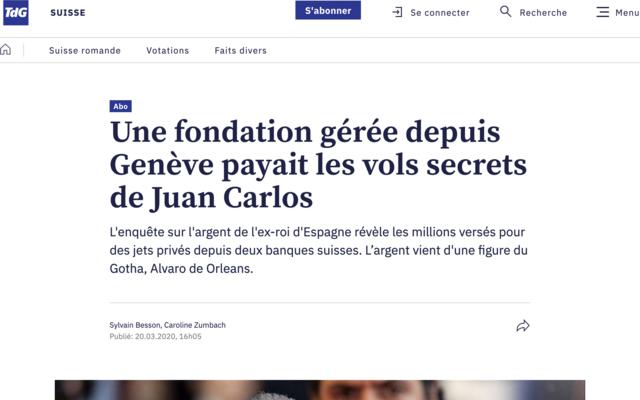 TdG SUISSE S'abonner Se connecter Recherche Menu
Suisse romande Votations Faits divers
Abo
Une fondation gérée depuis
Genève payait les vols secrets
de Juan Carlos
L'enquête sur l'argent de l'ex-roi d'Espagne révèle les millions versés pour
des jets privés depuis deux banques suisses. L’argent vient d'une figure du
Gotha, Alvaro de Orleans.
Sylvain Besson, Caroline Zumbach
Publié: 20.03.2020, 16h05